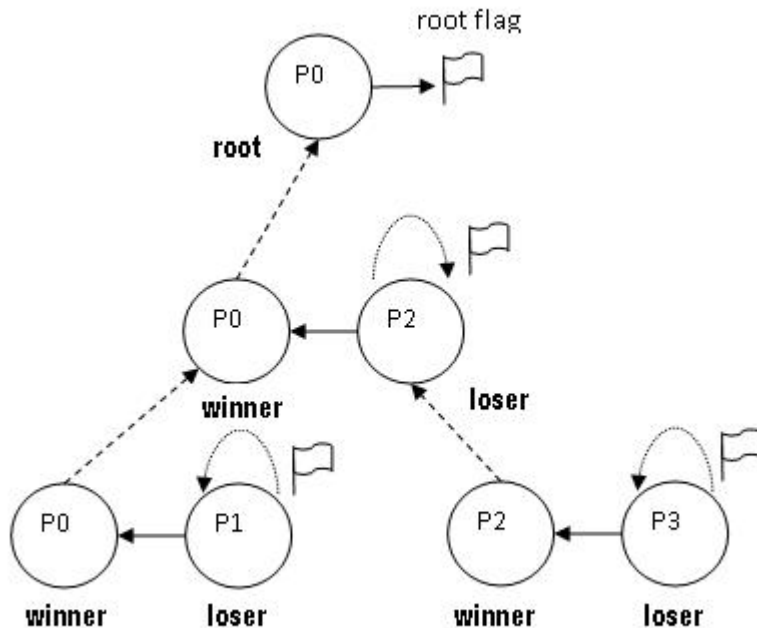 root flag
P0
root
P0
P2
winner
loser
P0
P1
P2
P3
winner
loser
winner
loser